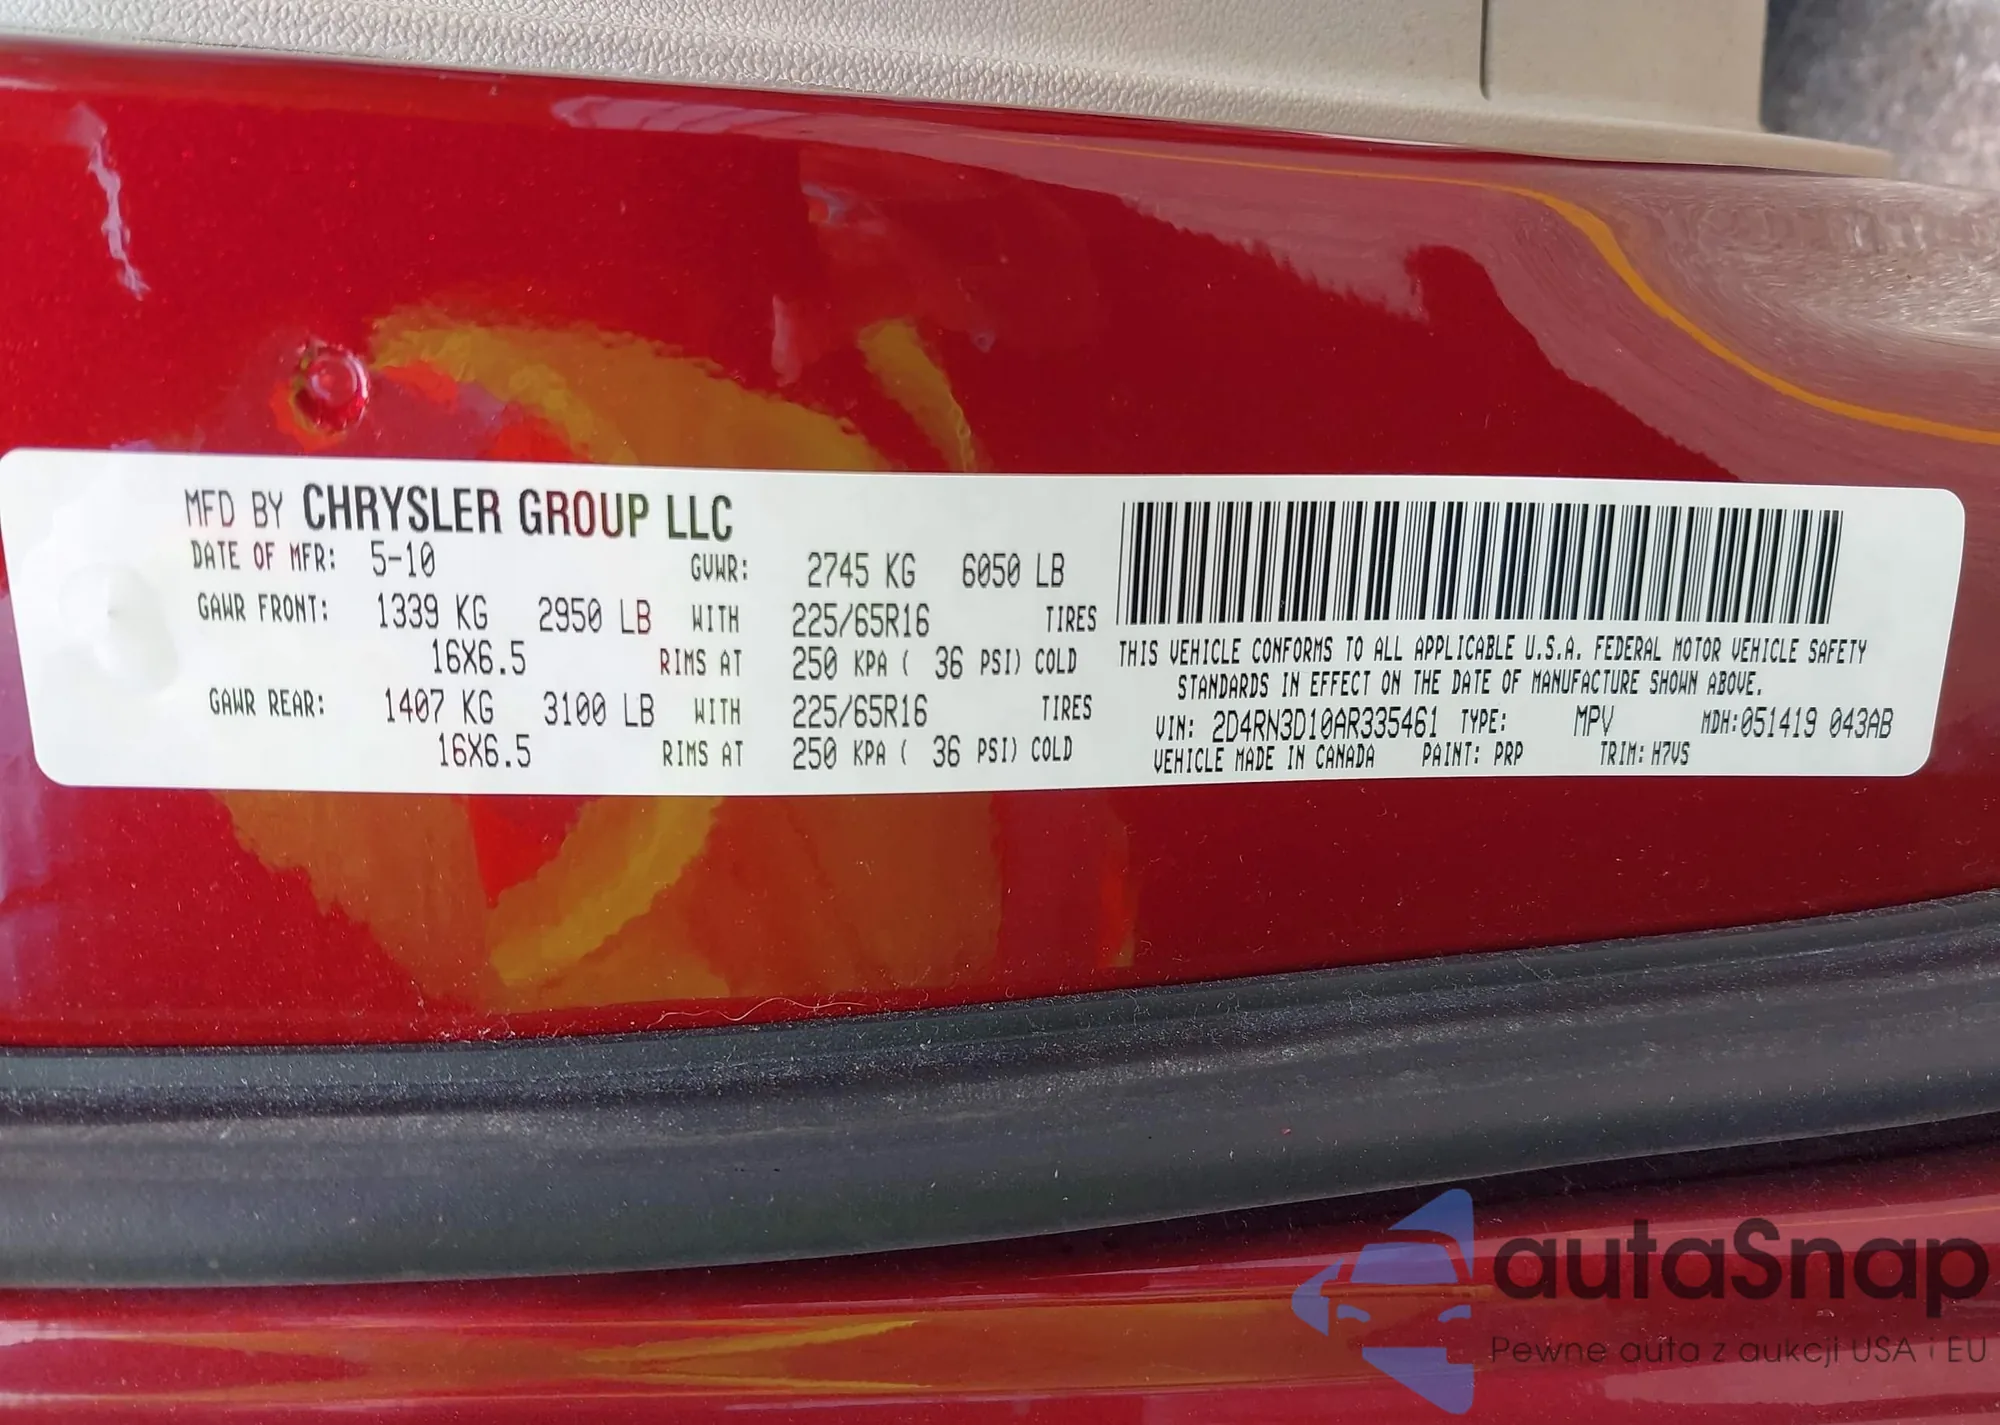 MFD BY CHRYSLER GROUP LLC
DATE OF MFR: 5-10 GVWR: 2745 KG 6050 LB
GAWR FRONT: 1339 KG 2950 LB WITH 225/65R16 TIRES
16X6.5 RIMS AT 250 KPA ( 36 PSI) COLD
GAWR REAR: 1407 KG 3100 LB WITH 225/65R16 TIRES
16X6.5 RIMS AT 250 KPA ( 36 PSI) COLD
THIS VEHICLE CONFORMS TO ALL APPLICABLE U.S.A. FEDERAL MOTOR VEHICLE SAFETY
STANDARDS IN EFFECT ON THE DATE OF MANUFACTURE SHOWN ABOVE.
VIN: 2D4RN3D10AR335461 TYPE: MPV MDH:051419 043AB
VEHICLE MADE IN CANADA PAINT: PRP TRIM: H7VS
autaSnap
Pewne auta z aukcji USA i EU